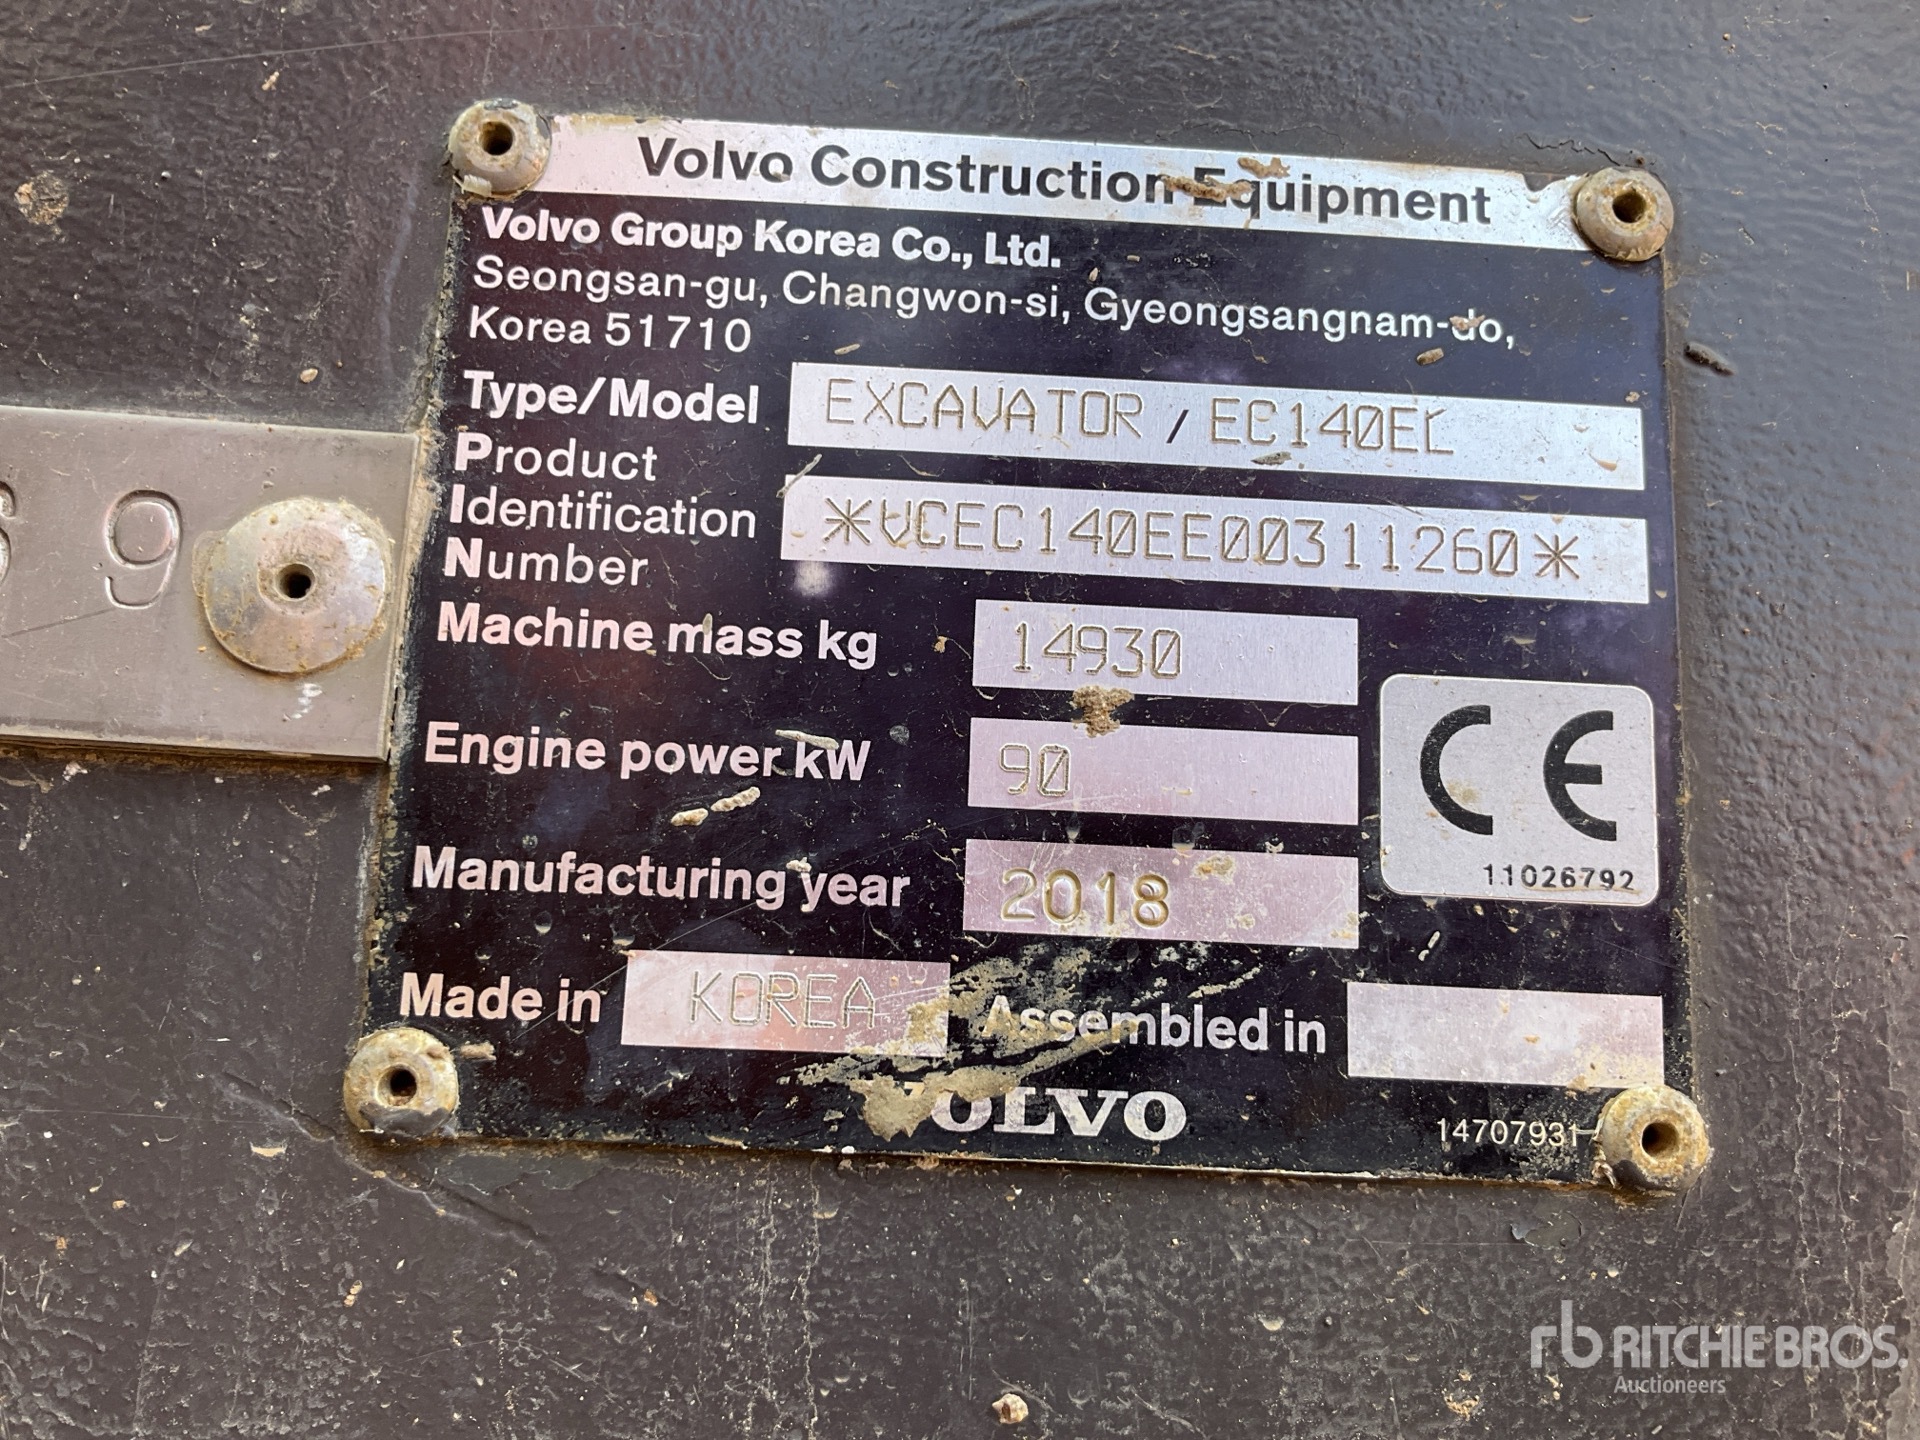 Volvo Construction Equipment
Volvo Group Korea Co., Ltd.
Seongsan-gu, Changwon-si, Gyeongsangnam-do,
Korea 51710
Type/Model EXCAVATOR / EC140EL
Product
Identification
Number *VCEC140EE00311260*
Machine mass kg 14930
Engine power kW 90
CE
11026792
Manufacturing year 2018
Made in KOREA Assembled in
VOLVO
14707931
9
rb RITCHIE BROS.
Auctioneers